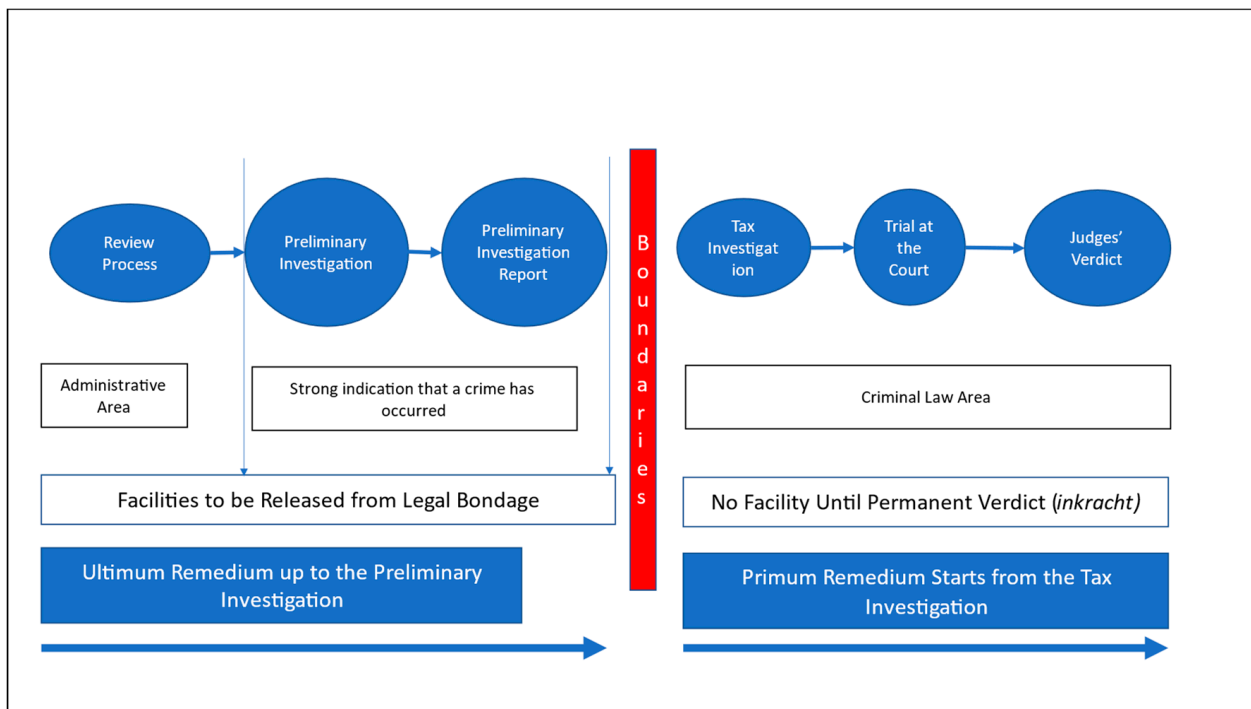 Review
Process
Preliminary
Investigation
Preliminary
Investigation
Report
Boundaries
Tax
Investigat
ion
Trial at
the
Court
Judges’
Verdict
Administrative
Area
Strong indication that a crime has
occurred
Criminal Law Area
Facilities to be Released from Legal Bondage
No Facility Until Permanent Verdict (inkracht)
Ultimum Remedium up to the Preliminary
Investigation
Primum Remedium Starts from the Tax
Investigation